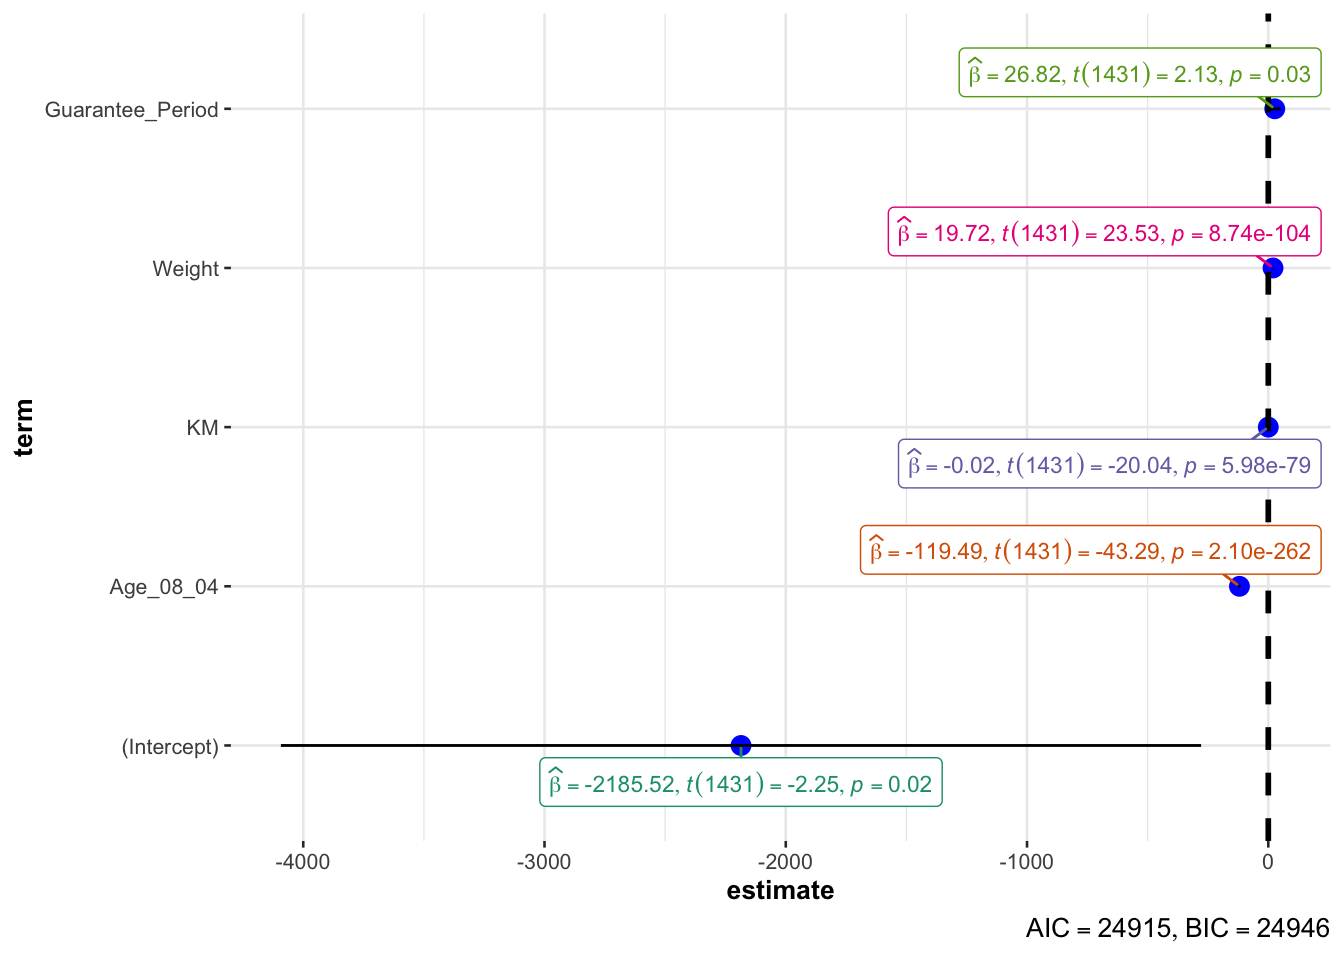 β̂ = 26.82, t(1431) = 2.13, p = 0.03
Guarantee_Period
β̂ = 19.72, t(1431) = 23.53, p = 8.74e-104
Weight
term
KM
β̂ = -0.02, t(1431) = -20.04, p = 5.98e-79
β̂ = -119.49, t(1431) = -43.29, p = 2.10e-262
Age_08_04
(Intercept)
β̂ = -2185.52, t(1431) = -2.25, p = 0.02
-4000 -3000 -2000 -1000 0
estimate
AIC = 24915, BIC = 24946